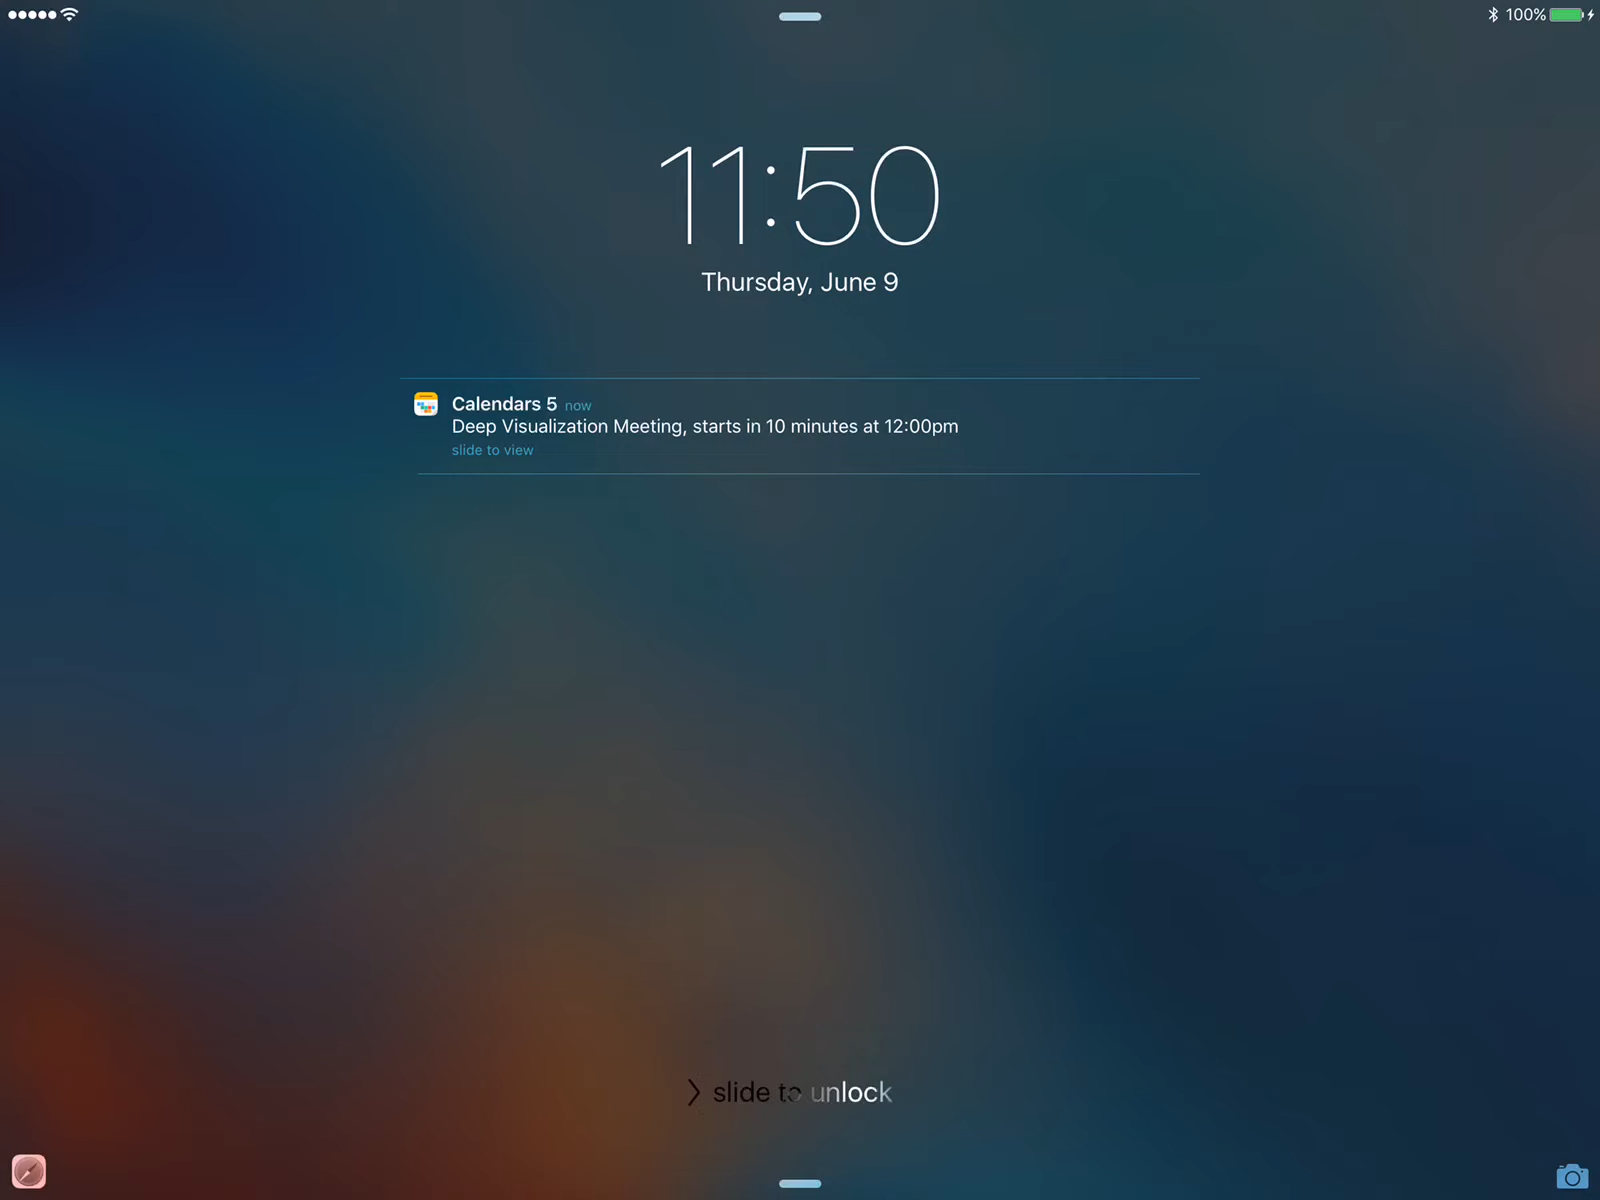 100%
11:50
Thursday, June 9
Calendars 5 now
Deep Visualization Meeting, starts in 10 minutes at 12:00pm
slide to view
slide to unlock